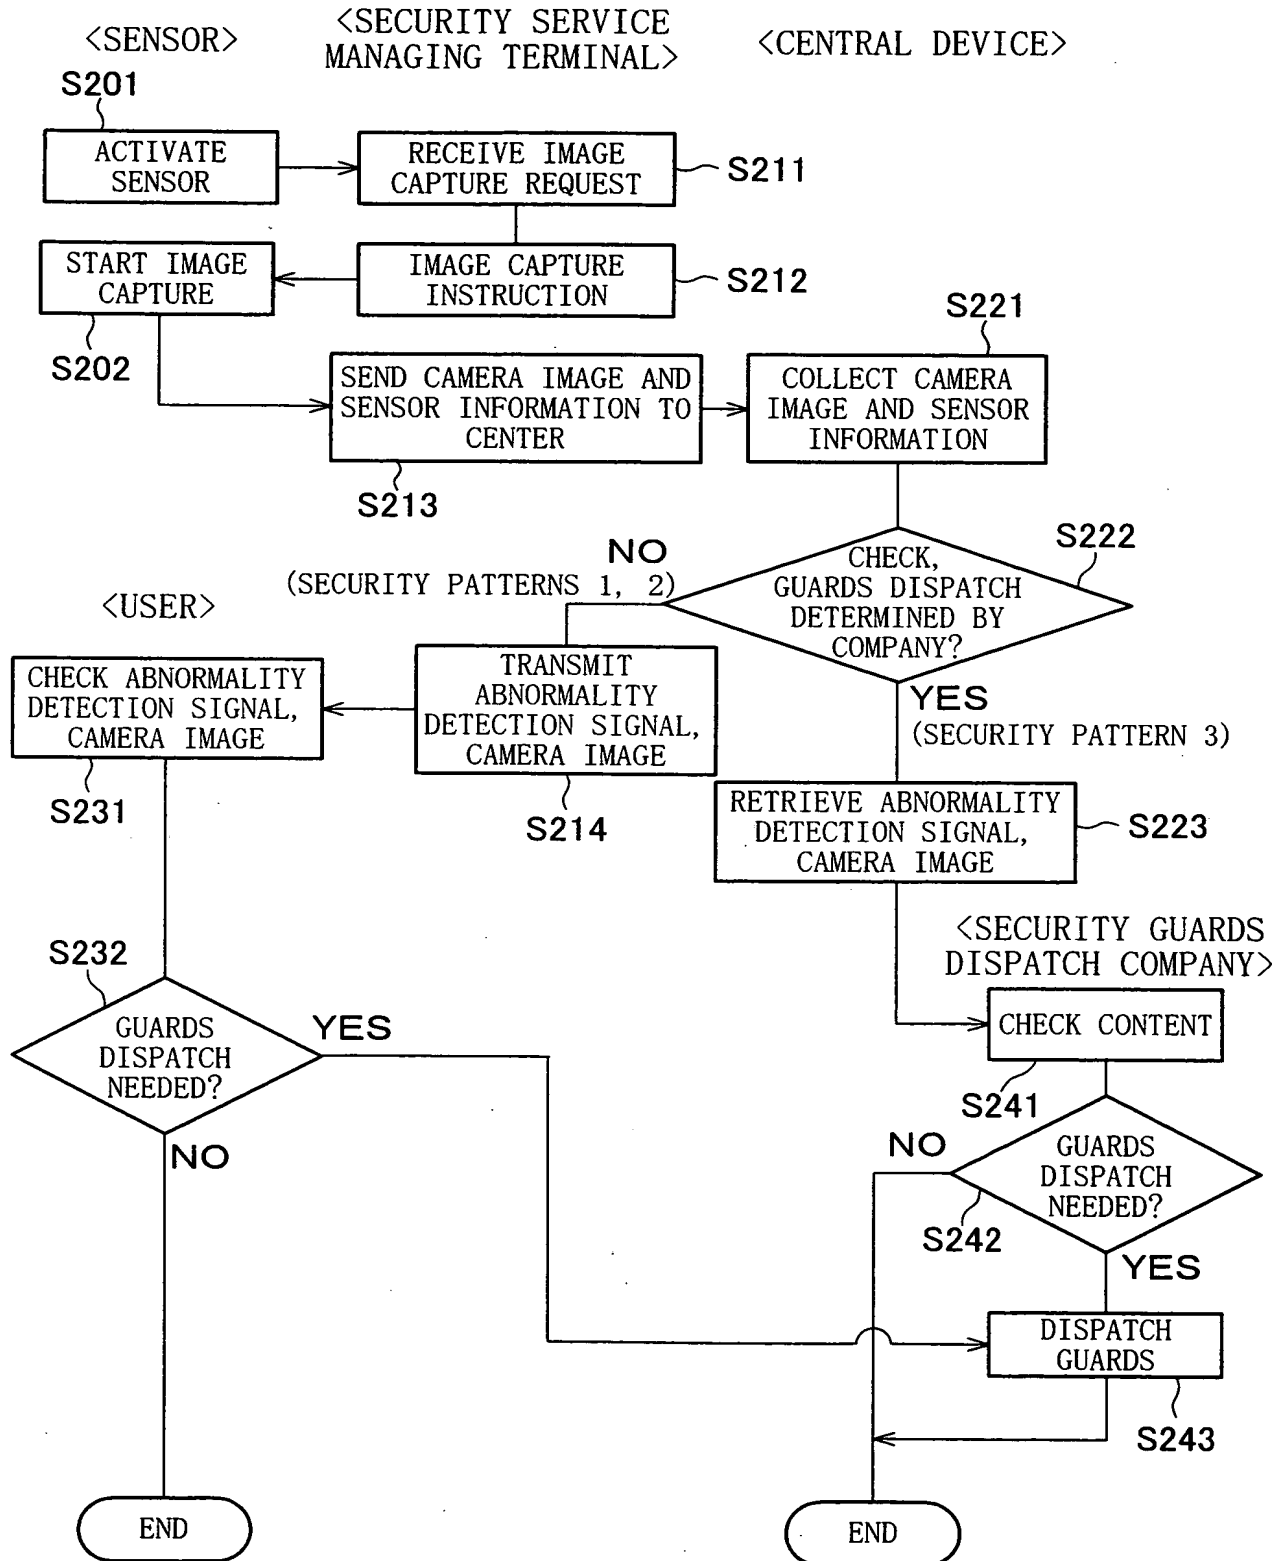 <SENSOR>
<SECURITY SERVICE
MANAGING TERMINAL>
<CENTRAL DEVICE>
S201
ACTIVATE
SENSOR
RECEIVE IMAGE
CAPTURE REQUEST
S211
START IMAGE
CAPTURE
S202
IMAGE CAPTURE
INSTRUCTION
S212
S221
SEND CAMERA IMAGE AND
SENSOR INFORMATION TO
CENTER
S213
COLLECT CAMERA
IMAGE AND SENSOR
INFORMATION
S222
CHECK,
GUARDS DISPATCH
DETERMINED BY
COMPANY?
NO
(SECURITY PATTERNS 1, 2)
<USER>
CHECK ABNORMALITY
DETECTION SIGNAL,
CAMERA IMAGE
S231
TRANSMIT
ABNORMALITY
DETECTION SIGNAL,
CAMERA IMAGE
S214
YES
(SECURITY PATTERN 3)
RETRIEVE ABNORMALITY
DETECTION SIGNAL,
CAMERA IMAGE
S223
<SECURITY GUARDS
DISPATCH COMPANY>
S232
GUARDS
DISPATCH
NEEDED?
YES
NO
CHECK CONTENT
S241
NO
GUARDS
DISPATCH
NEEDED?
S242
YES
DISPATCH
GUARDS
S243
END
END